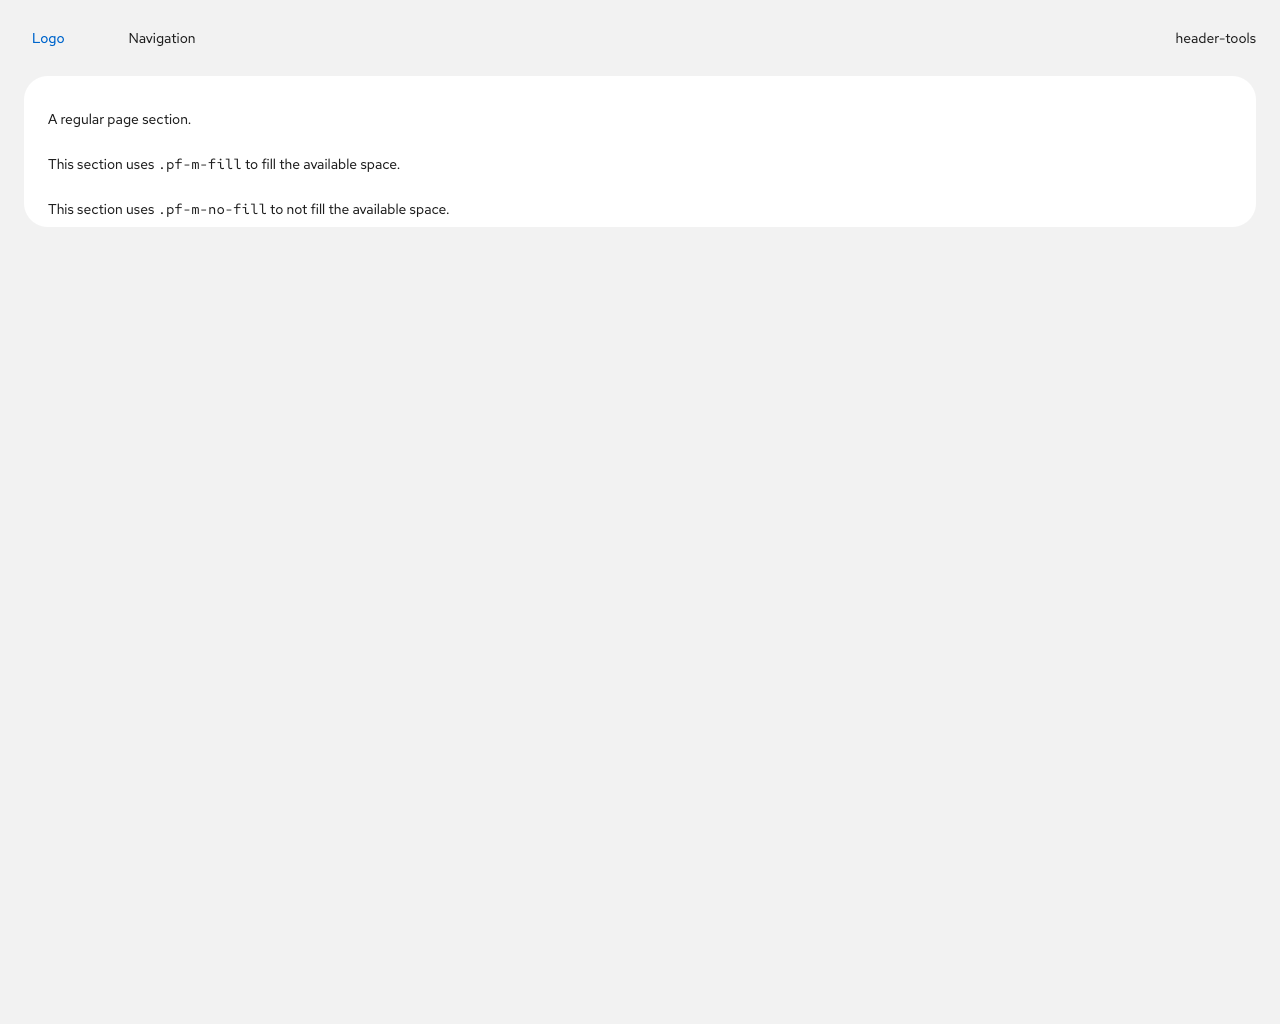 Logo Navigation header-tools
A regular page section.
This section uses .pf-m-fill to fill the available space.
This section uses .pf-m-no-fill to not fill the available space.